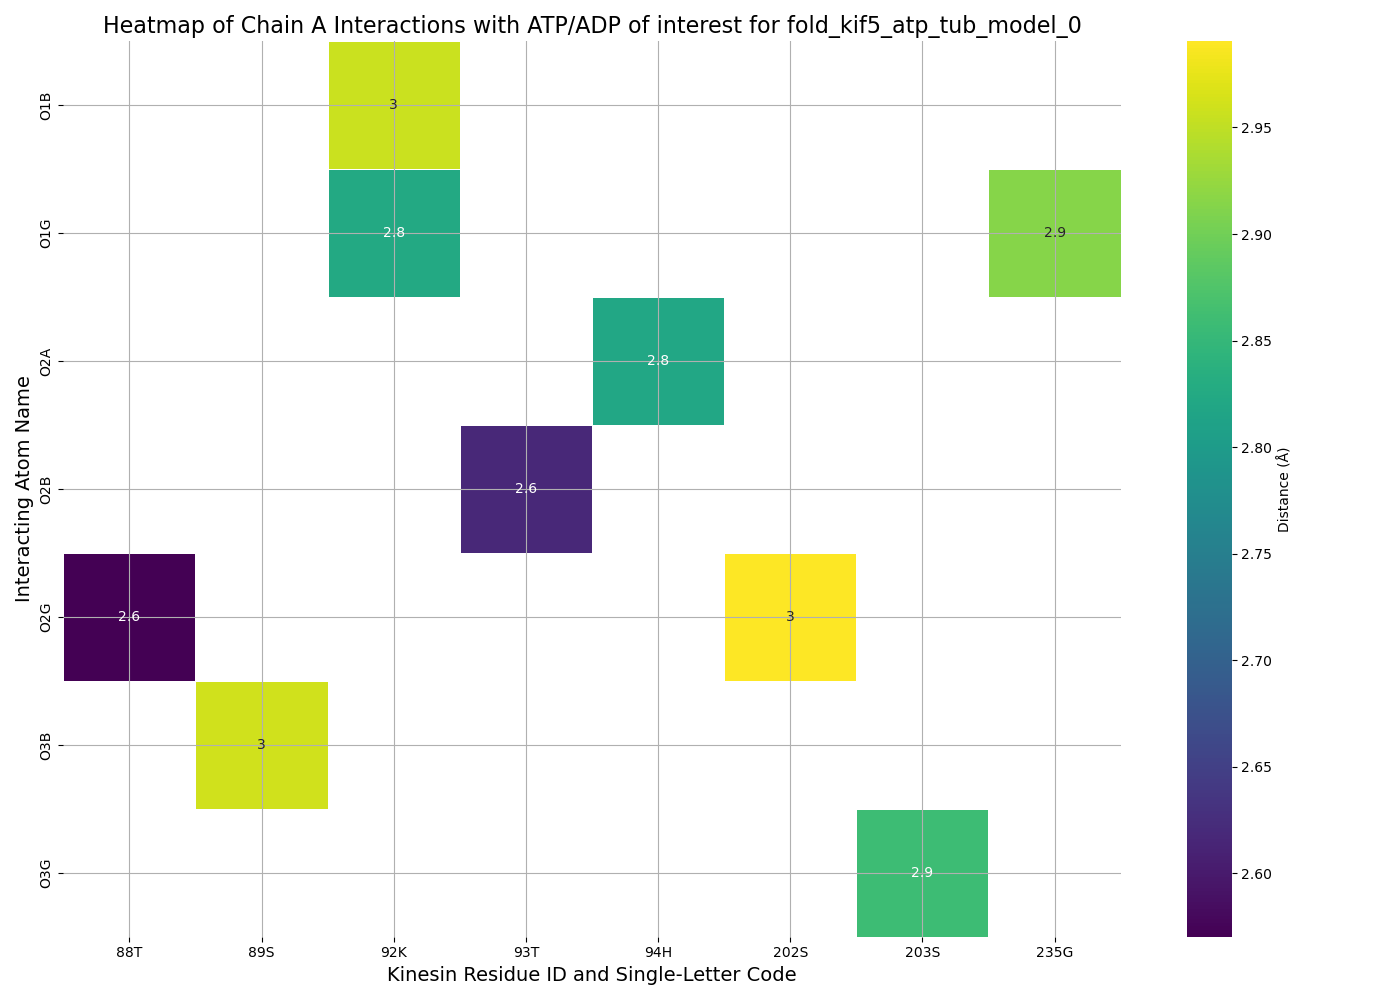 Heatmap of Chain A Interactions with ATP/ADP of interest for fold_kif5_atp_tub_model_0
Interacting Atom Name
O1B
3
O1G
2.8
2.9
O2A
2.8
O2B
2.6
O2G
2.6
3
O3B
3
O3G
2.9
88T
89S
92K
93T
94H
202S
203S
235G
Kinesin Residue ID and Single-Letter Code
2.95
2.90
2.85
2.80
2.75
2.70
2.65
2.60
Distance (Å)